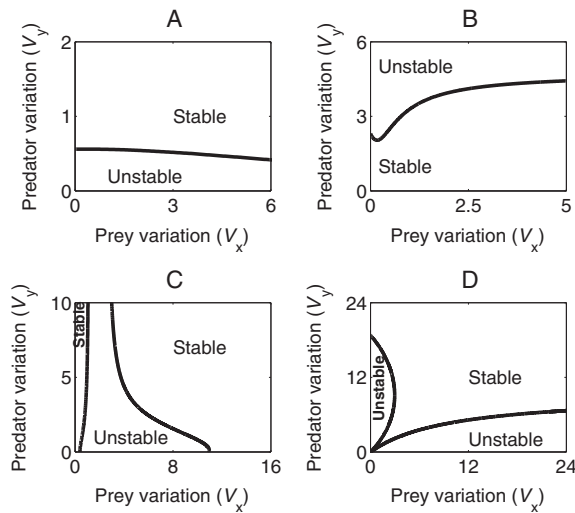 A
Predator variation (Vy)
2
1
0
Stable
Unstable
0
3
6
Prey variation (Vx)
B
Predator variation (Vy)
6
3
0
Unstable
Stable
0
2.5
5
Prey variation (Vx)
C
Predator variation (Vy)
10
5
0
Stable
Stable
Unstable
0
8
16
Prey variation (Vx)
D
Predator variation (Vy)
24
12
0
Unstable
Stable
Unstable
0
12
24
Prey variation (Vx)